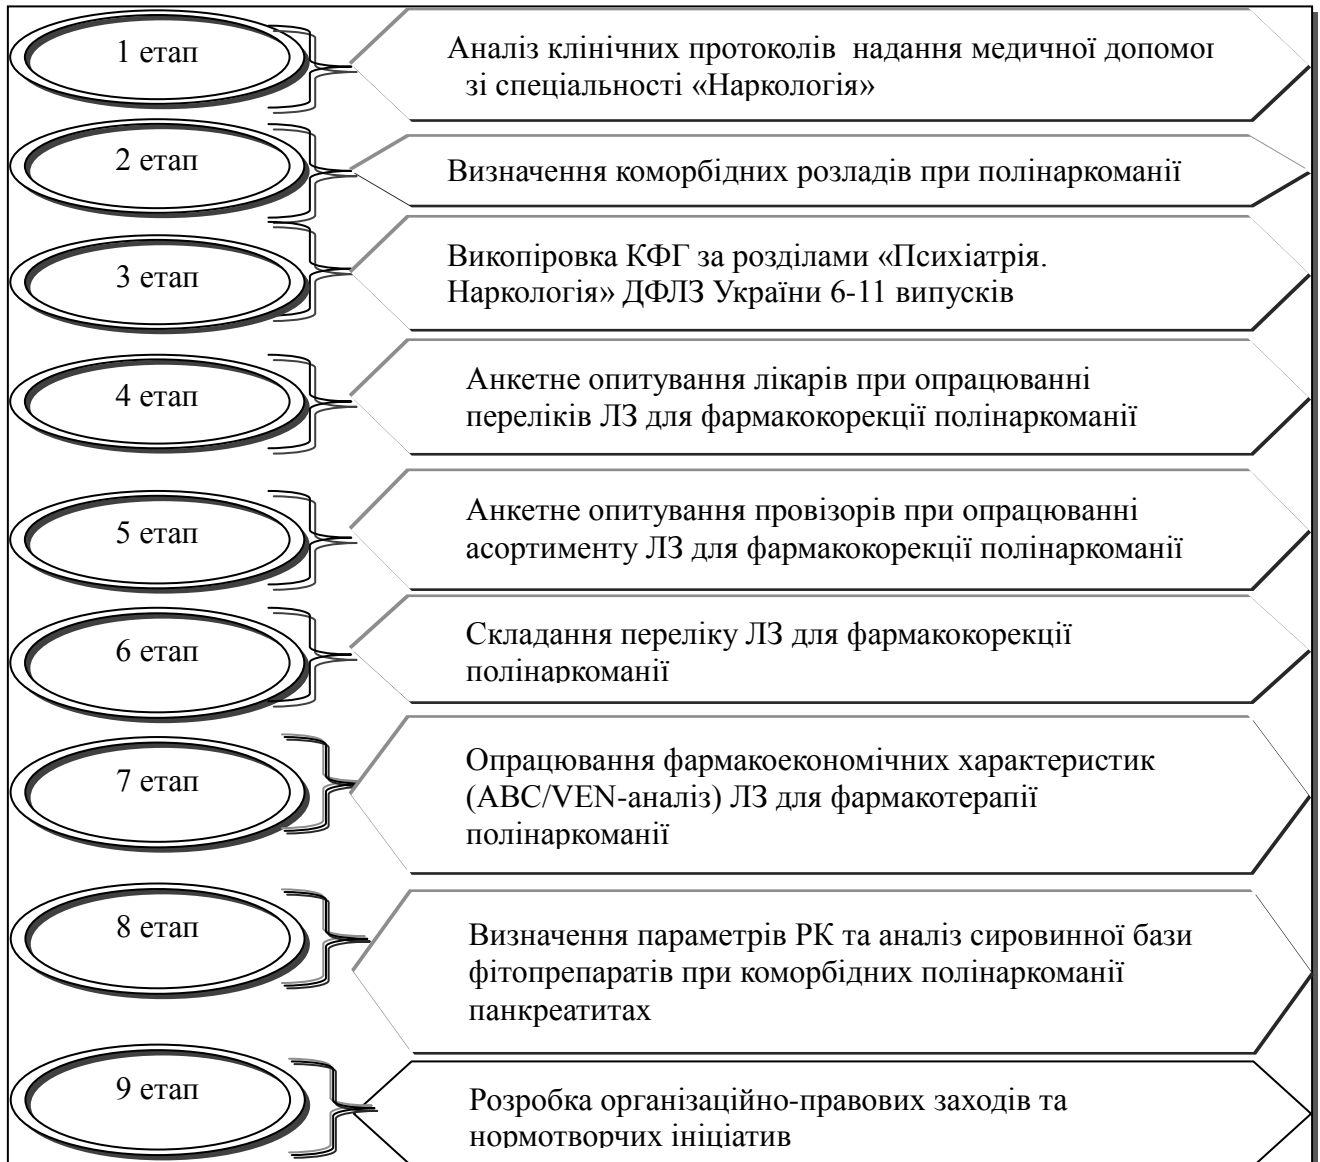 1 етап
Аналіз клінічних протоколів надання медичної допомог
зі спеціальності «Наркологія»
2 етап
Визначення коморбідних розладів при полінаркоманії
3 етап
Викопіровка КФГ за розділами «Психіатрія.
Наркологія» ДФЛЗ України 6-11 випусків
4 етап
Анкетне опитування лікарів при опрацюванні
переліків ЛЗ для фармакокорекції полінаркоманії
5 етап
Анкетне опитування провізорів при опрацюванні
асортименту ЛЗ для фармакокорекції полінаркоманії
6 етап
Складання переліку ЛЗ для фармакокорекції
полінаркоманії
7 етап
Опрацювання фармакоекономічних характеристик
(ABC/VEN-аналіз) ЛЗ для фармакотерапії
полінаркоманії
8 етап
Визначення параметрів РК та аналіз сировинної бази
фітопрепаратів при коморбідних полінаркоманії
панкреатитах
9 етап
Розробка організаційно-правових заходів та
нормотворчих ініціатив